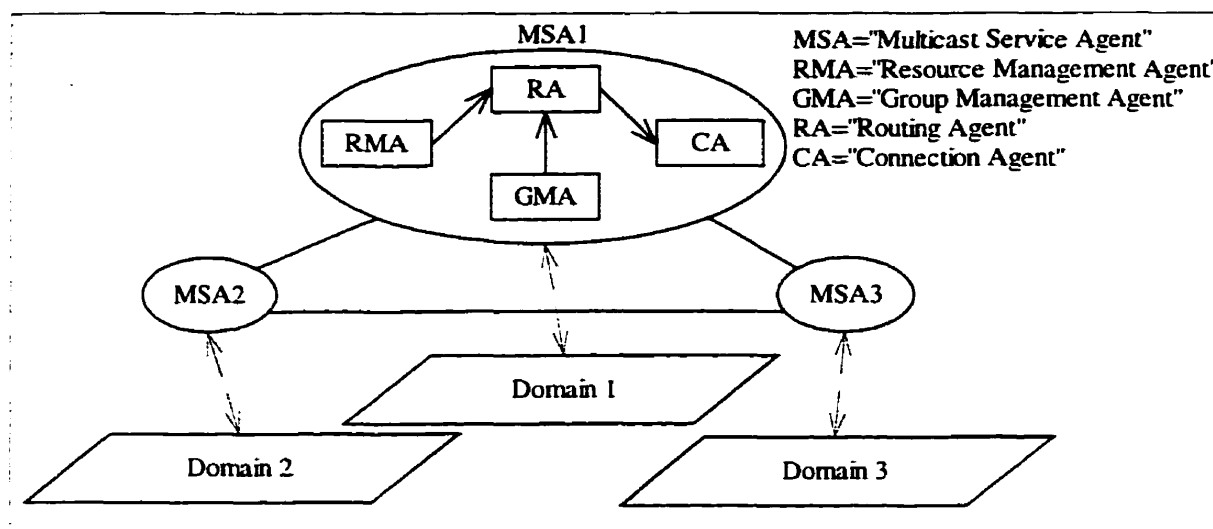 MSA1
MSA="Multicast Service Agent"
RMA="Resource Management Agent"
GMA="Group Management Agent"
RA="Routing Agent"
CA="Connection Agent"
RA
RMA
CA
GMA
MSA2
MSA3
Domain 1
Domain 2
Domain 3